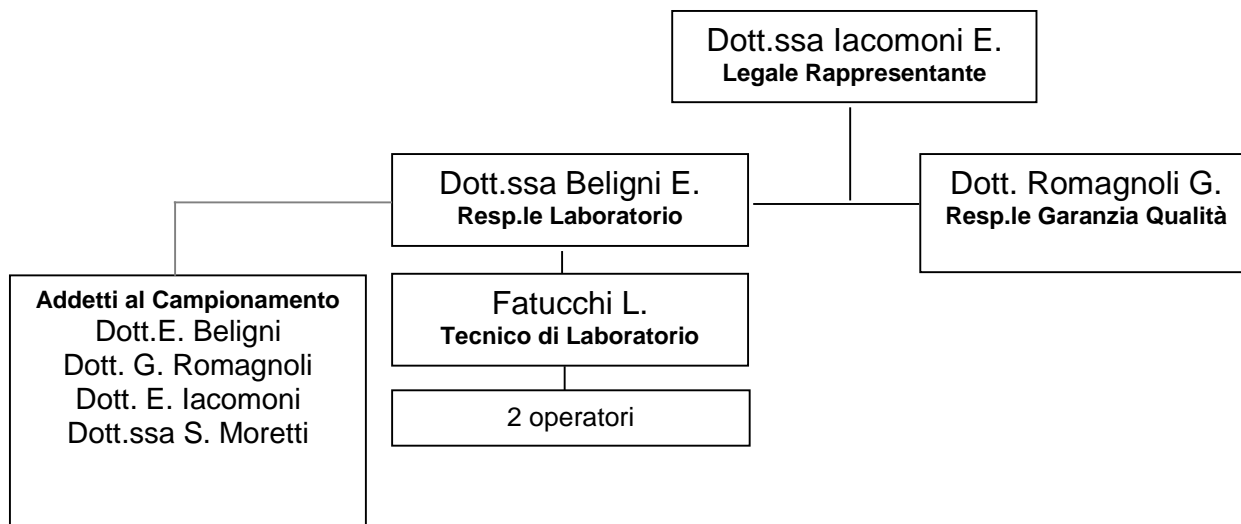 Dott.ssa Iacomoni E.
Legale Rappresentante
Dott.ssa Beligni E.
Resp.le Laboratorio
Dott. Romagnoli G.
Resp.le Garanzia Qualità
Addetti al Campionamento
Dott.E. Beligni
Dott. G. Romagnoli
Dott. E. Iacomoni
Dott.ssa S. Moretti
Fatucchi L.
Tecnico di Laboratorio
2 operatori